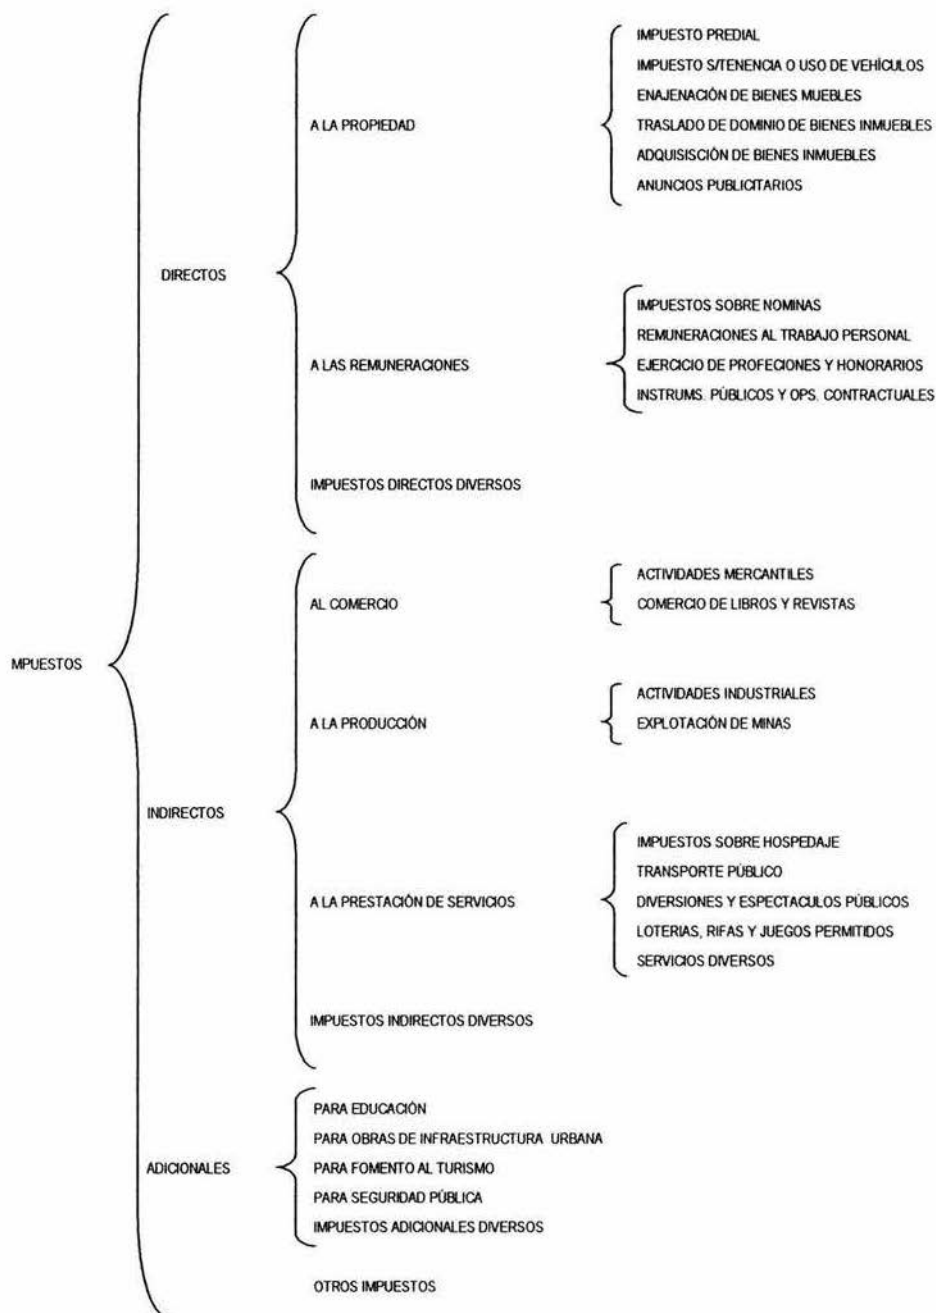 IMPUESTO PREDIAL
IMPUESTO S/TENENCIA O USO DE VEHÍCULOS
ENAJENACIÓN DE BIENES MUEBLES
A LA PROPIEDAD
TRASLADO DE DOMINIO DE BIENES INMUEBLES
ADQUISISCIÓN DE BIENES INMUEBLES
ANUNCIOS PUBLICITARIOS
DIRECTOS
IMPUESTOS SOBRE NOMINAS
REMUNERACIONES AL TRABAJO PERSONAL
A LAS REMUNERACIONES
EJERCICIO DE PROFECIONES Y HONORARIOS
INSTRUMS. PÚBLICOS Y OPS. CONTRACTUALES
IMPUESTOS DIRECTOS DIVERSOS
ACTIVIDADES MERCANTILES
AL COMERCIO
COMERCIO DE LIBROS Y REVISTAS
MPUESTOS
ACTIVIDADES INDUSTRIALES
A LA PRODUCCIÓN
EXPLOTACIÓN DE MINAS
INDIRECTOS
IMPUESTOS SOBRE HOSPEDAJE
TRANSPORTE PÚBLICO
A LA PRESTACIÓN DE SERVICIOS
DIVERSIONES Y ESPECTACULOS PÚBLICOS
LOTERIAS, RIFAS Y JUEGOS PERMITIDOS
SERVICIOS DIVERSOS
IMPUESTOS INDIRECTOS DIVERSOS
PARA EDUCACIÓN
PARA OBRAS DE INFRAESTRUCTURA URBANA
ADICIONALES
PARA FOMENTO AL TURISMO
PARA SEGURIDAD PÚBLICA
IMPUESTOS ADICIONALES DIVERSOS
OTROS IMPUESTOS